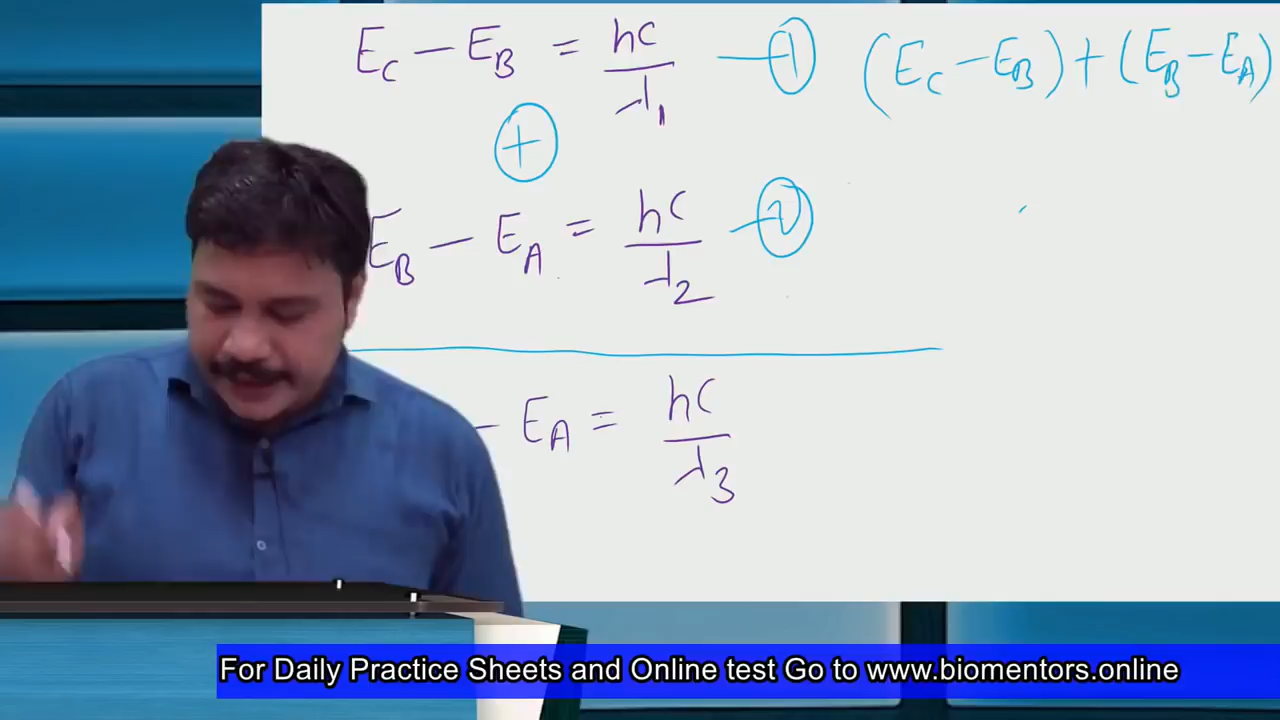 E_C – E_B = hc/λ₁ — ① (E_C – E_B) + (E_B – E_A)
⊕
E_B – E_A = hc/λ₂ — ②
– E_A = hc/λ₃
For Daily Practice Sheets and Online test Go to www.biomentors.online